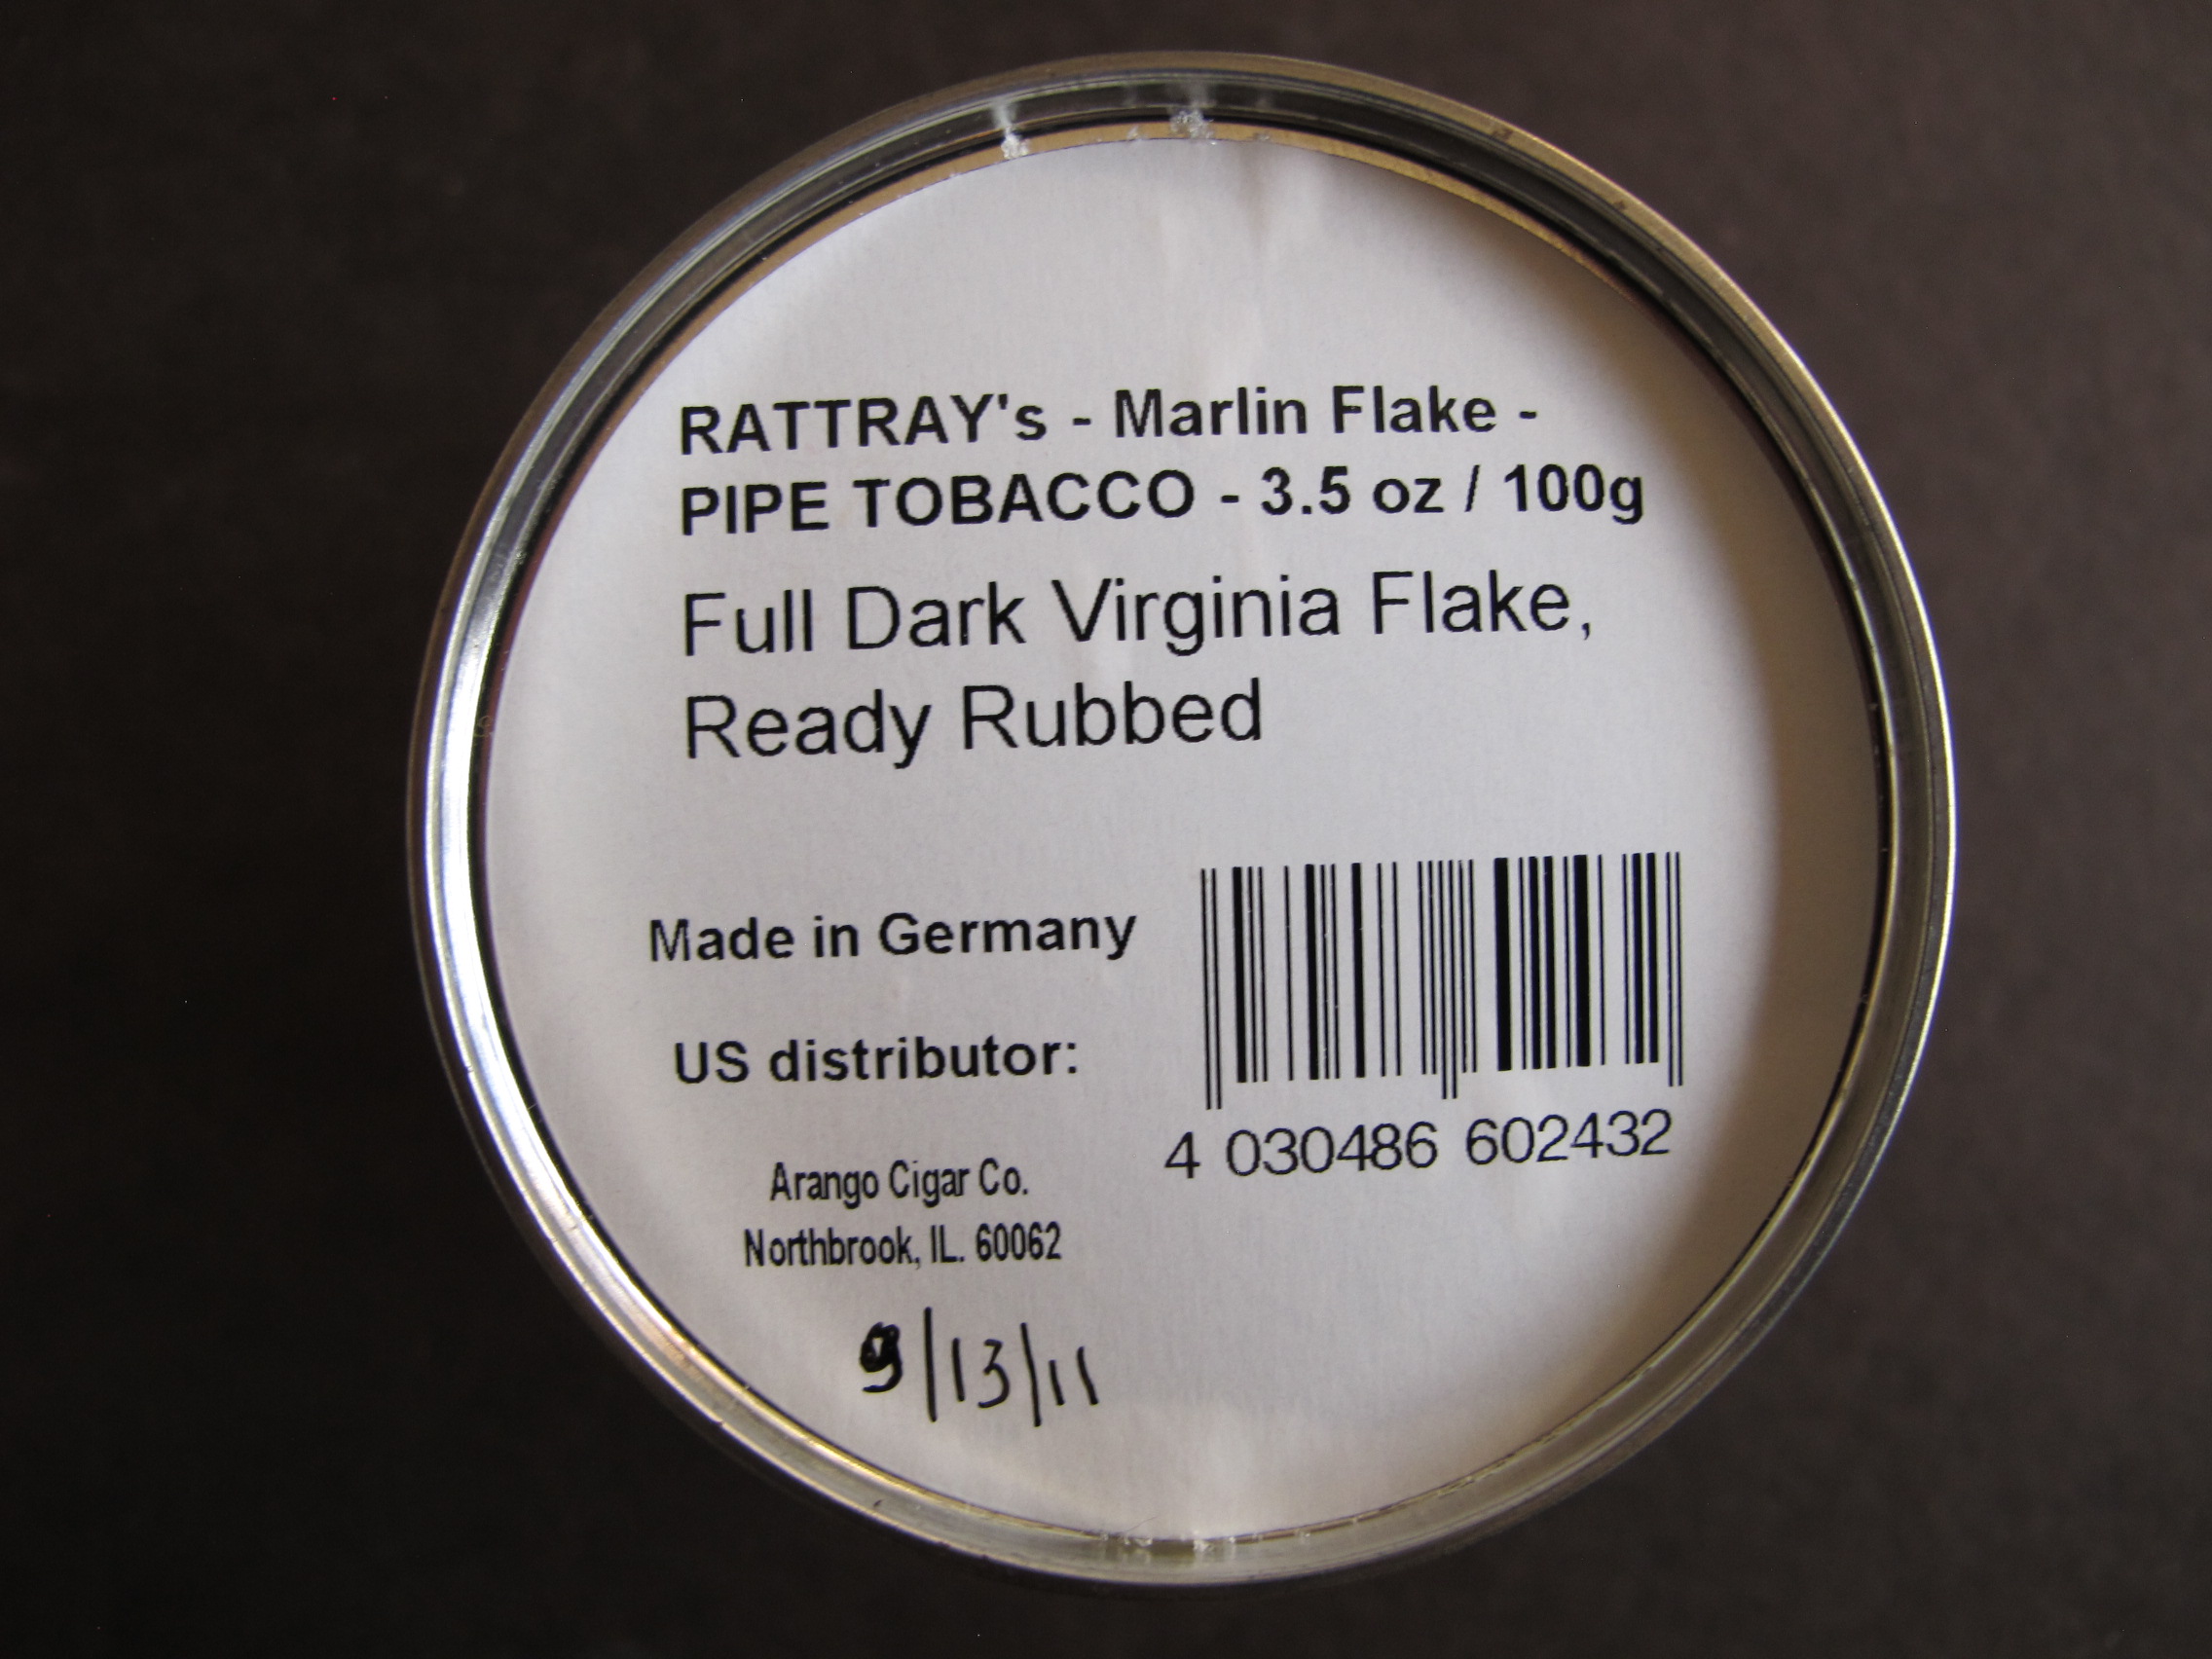 RATTRAY's - Marlin Flake -
PIPE TOBACCO - 3.5 oz / 100g
Full Dark Virginia Flake,
Ready Rubbed
Made in Germany
US distributor:
Arango Cigar Co.
Northbrook, IL. 60062
4 030486 602432
9/13/11